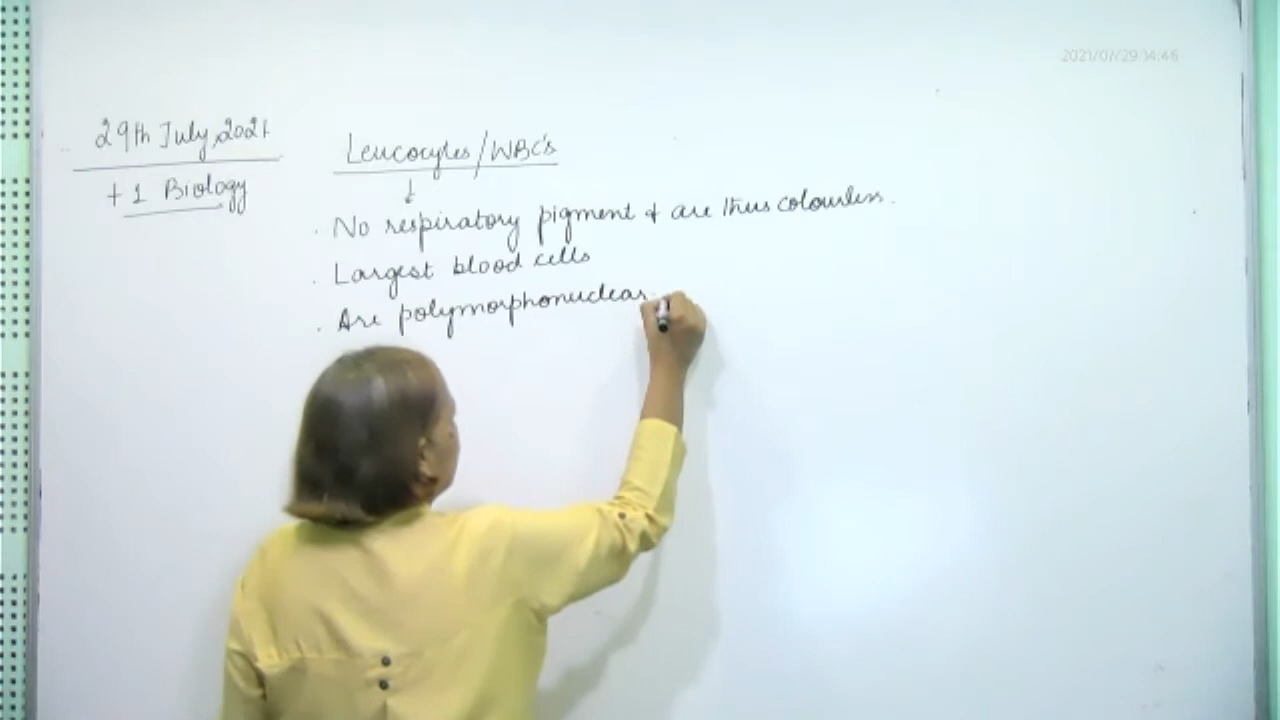 2021/07/29 14:46
29th July, 2021
+1 Biology
Leucocytes/WBC's
↓
. No respiratory pigment & are thus colourless.
. Largest blood cells
. Are polymorphonuclear